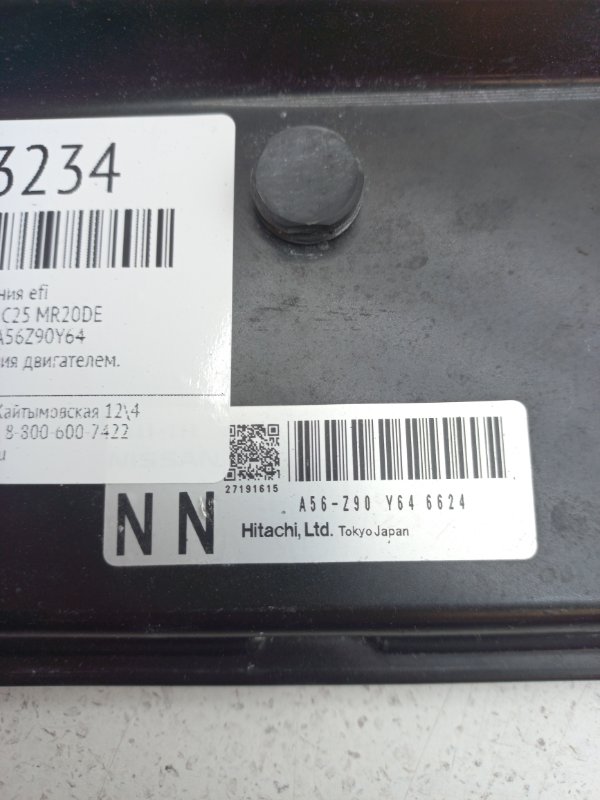 3234
ния efi
C25 MR20DE
A56Z90Y64
ия двигателем.
Хайтымовская 12\4
8-800-600-7422
u
27191615
A56-Z90 Y64 6624
NN
Hitachi, Ltd. Tokyo Japan